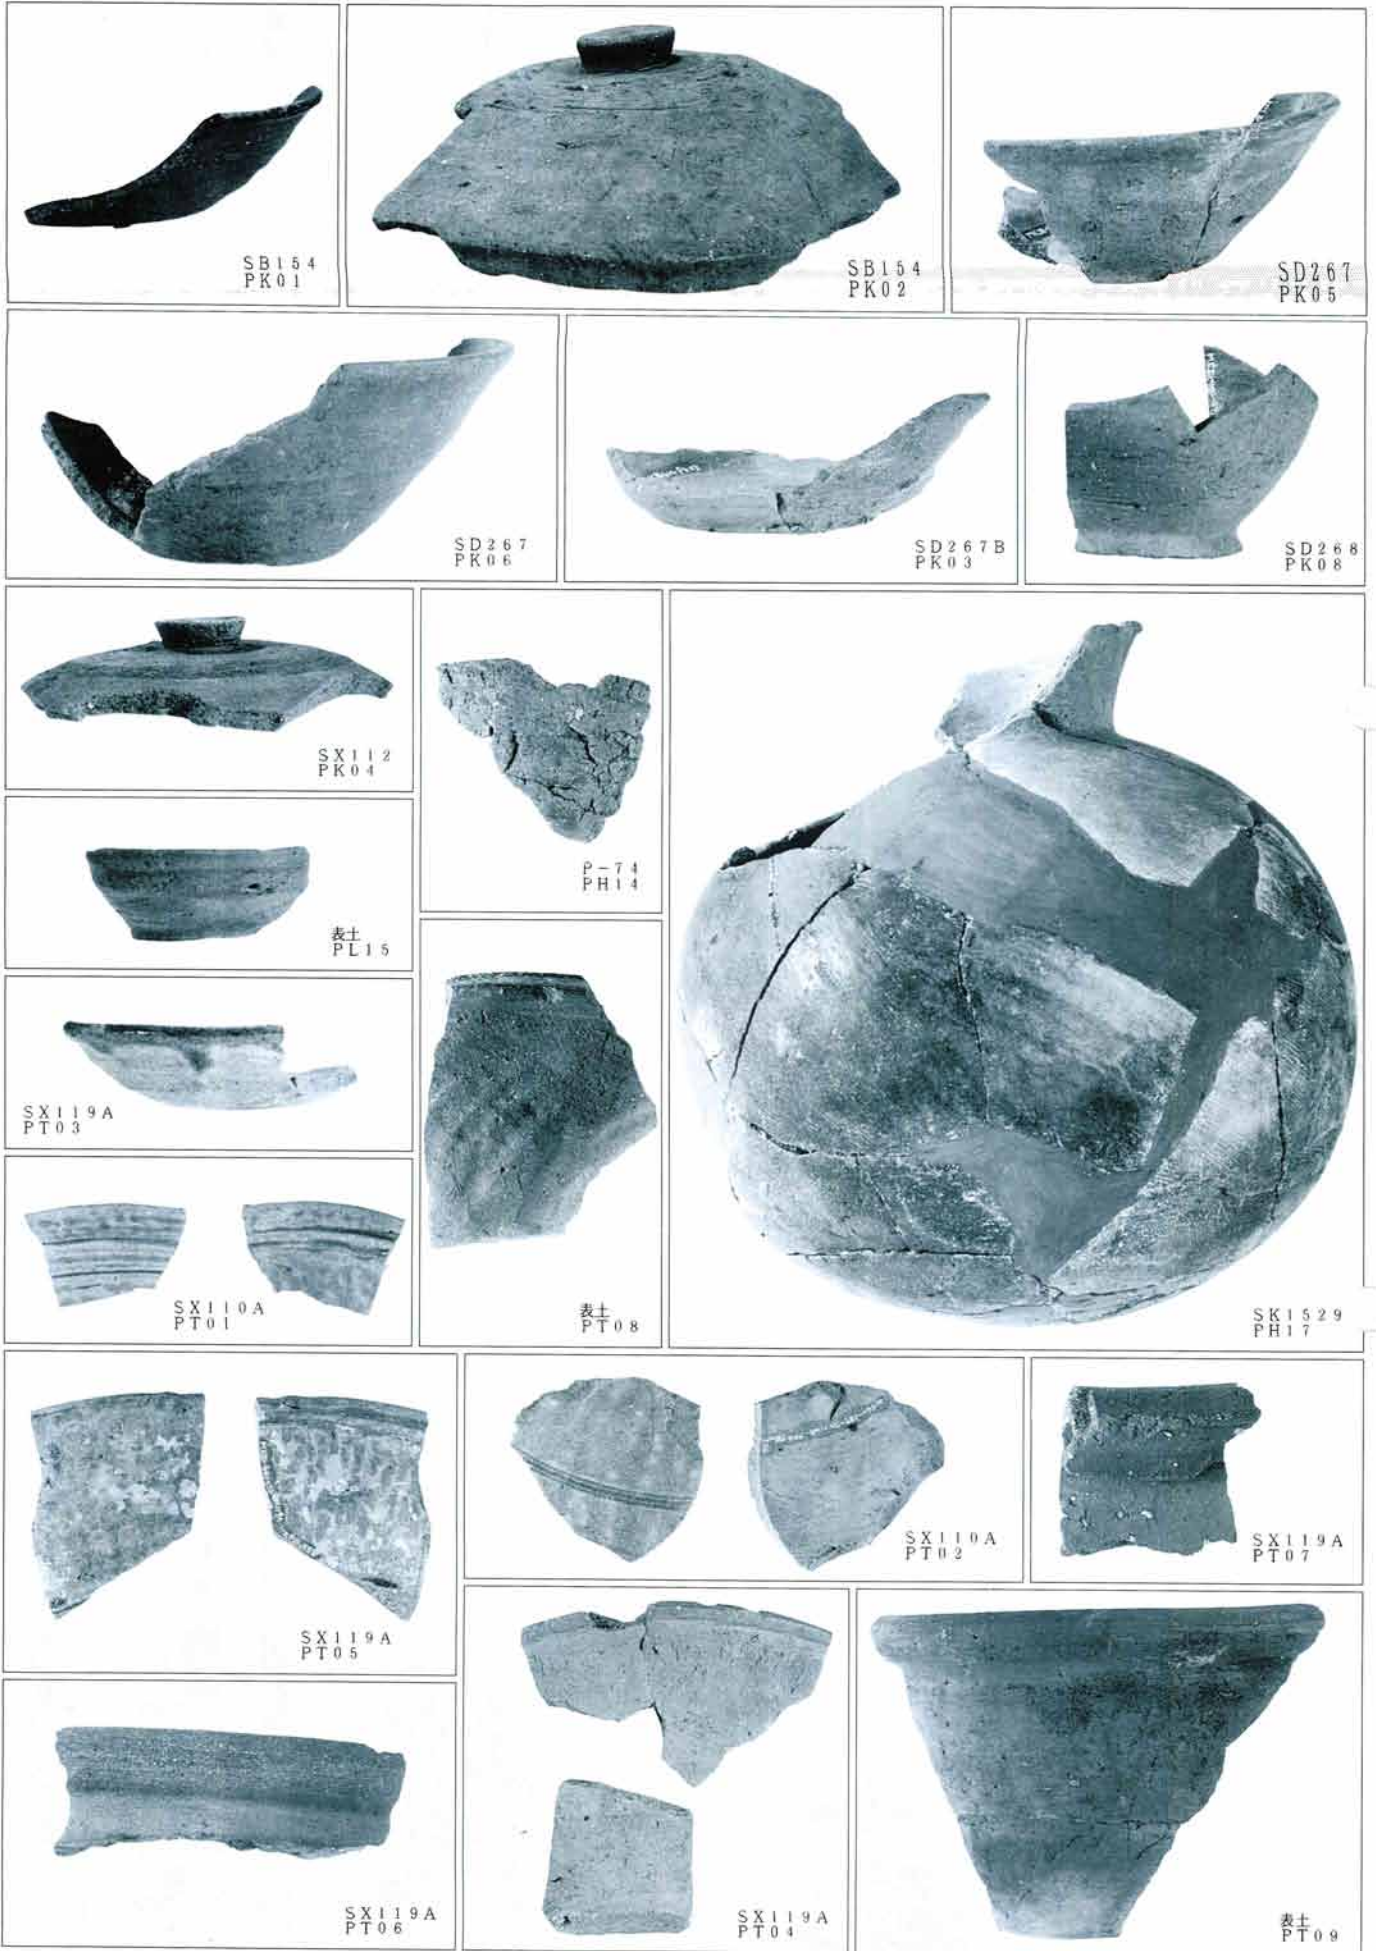 SB154
PK01
SB154
PK02
SD267
PK05
SD267
PK06
SD267B
PK03
SD268
PK08
SX112
PK04
P-74
PH14
SK1529
PH17
表土
PL15
SX119A
PT03
SX110A
PT01
表土
PT08
SX119A
PT05
SX110A
PT02
SX119A
PT07
SX119A
PT06
SX119A
PT04
表土
PT09